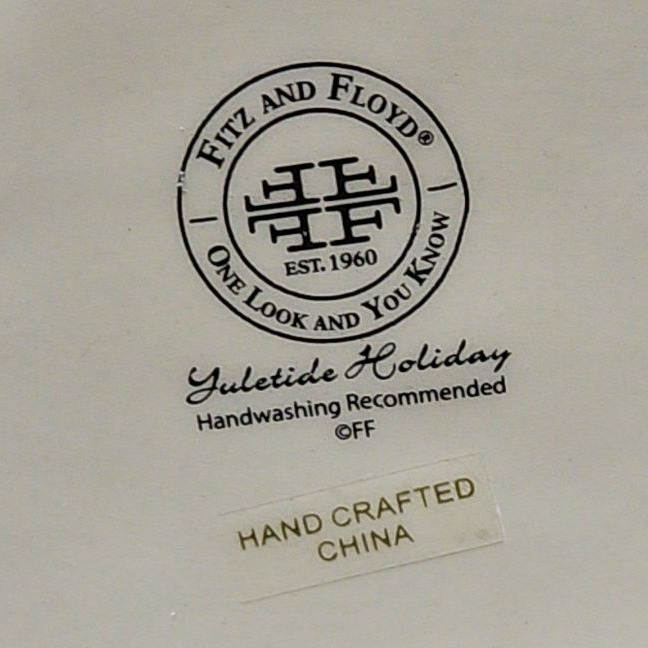 FITZ AND FLOYD®
EST. 1960
ONE LOOK AND YOU KNOW
Yuletide Holiday
Handwashing Recommended
©FF
HAND CRAFTED
CHINA